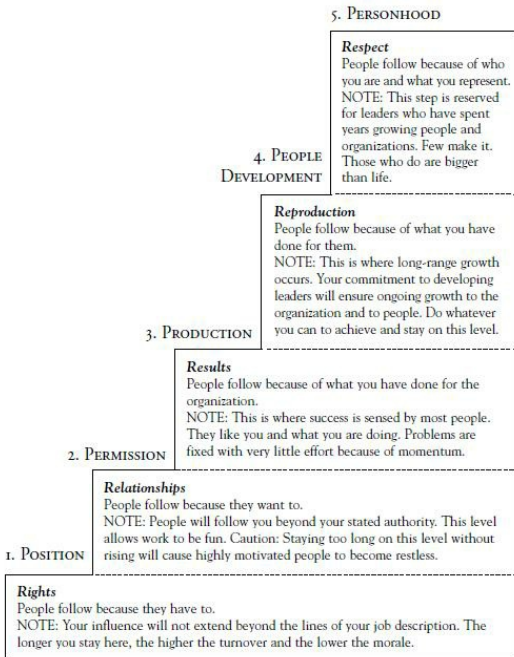 5. Personhood
Respect
People follow because of who
you are and what you represent.
NOTE: This step is reserved
for leaders who have spent
years growing people and
organizations. Few make it.
Those who do are bigger
than life.
4. People
Development
Reproduction
People follow because of what you have
done for them.
NOTE: This is where long-range growth
occurs. Your commitment to developing
leaders will ensure ongoing growth to the
organization and to people. Do whatever
you can to achieve and stay on this level.
3. Production
Results
People follow because of what you have done for the
organization.
NOTE: This is where success is sensed by most people.
They like you and what you are doing. Problems are
fixed with very little effort because of momentum.
2. Permission
Relationships
People follow because they want to.
NOTE: People will follow you beyond your stated authority. This level
allows work to be fun. Caution: Staying too long on this level without
rising will cause highly motivated people to become restless.
1. Position
Rights
People follow because they have to.
NOTE: Your influence will not extend beyond the lines of your job description. The
longer you stay here, the higher the turnover and the lower the morale.